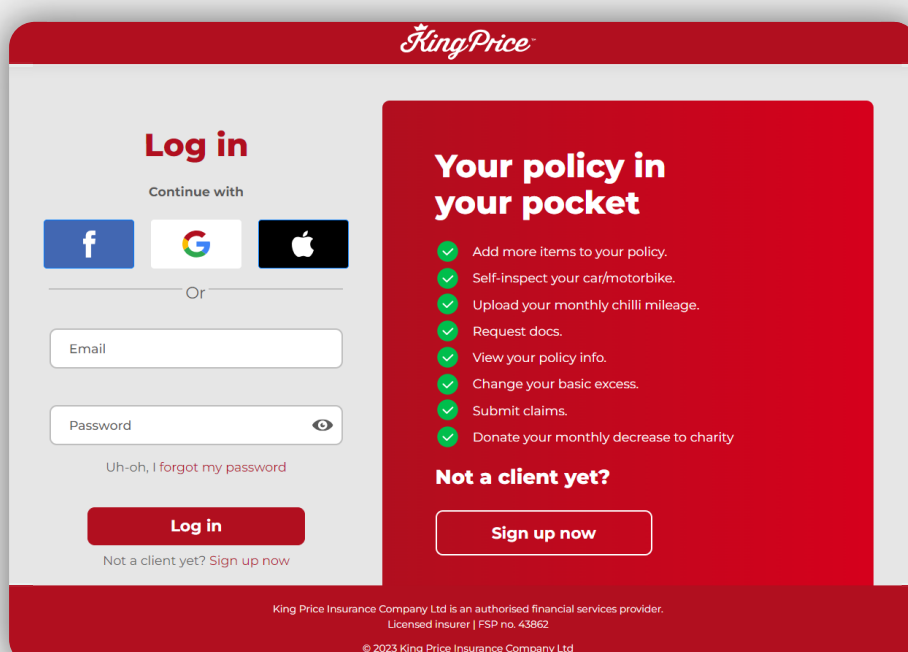 King Price
Log in
Continue with
Or
Email
Password
Uh-oh, I forgot my password
Log in
Not a client yet? Sign up now
Your policy in
your pocket
Add more items to your policy.
Self-inspect your car/motorbike.
Upload your monthly chilli mileage.
Request docs.
View your policy info.
Change your basic excess.
Submit claims.
Donate your monthly decrease to charity
Not a client yet?
Sign up now
King Price Insurance Company Ltd is an authorised financial services provider.
Licensed insurer | FSP no. 43862
© 2023 King Price Insurance Company Ltd